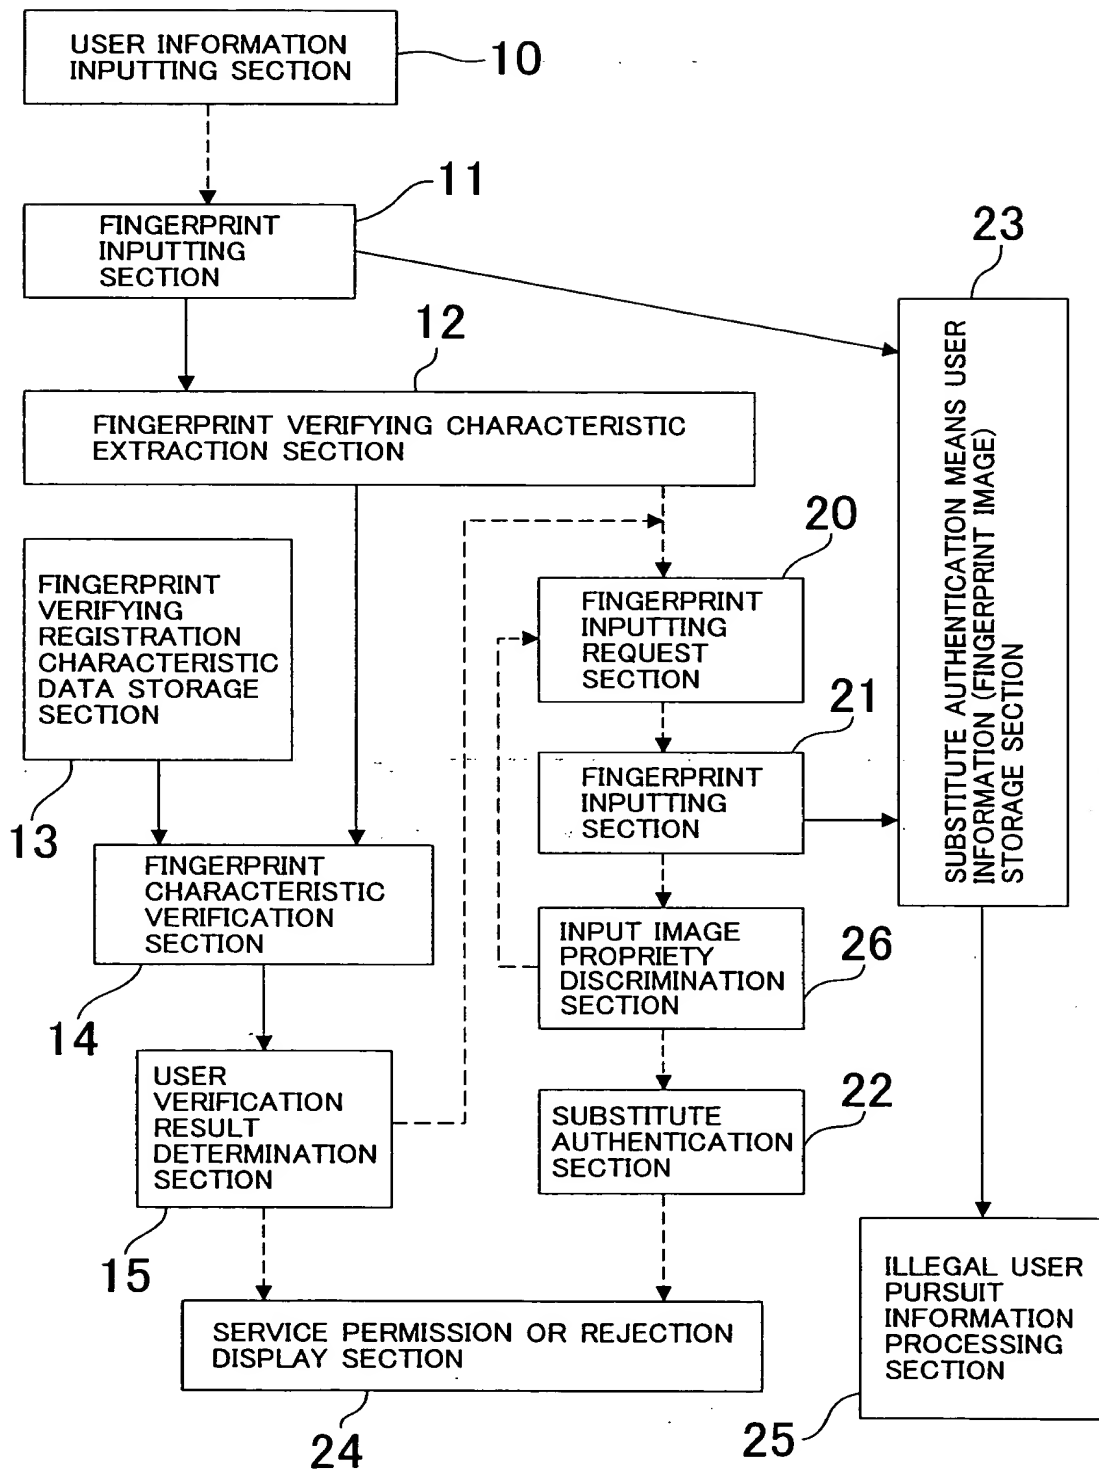 USER INFORMATION
INPUTTING SECTION
10
FINGERPRINT
INPUTTING
SECTION
11
23
12
FINGERPRINT VERIFYING CHARACTERISTIC
EXTRACTION SECTION
SUBSTITUTE AUTHENTICATION MEANS USER
INFORMATION (FINGERPRINT IMAGE)
STORAGE SECTION
FINGERPRINT
VERIFYING
REGISTRATION
CHARACTERISTIC
DATA STORAGE
SECTION
13
20
FINGERPRINT
INPUTTING
REQUEST
SECTION
21
FINGERPRINT
INPUTTING
SECTION
FINGERPRINT
CHARACTERISTIC
VERIFICATION
SECTION
14
INPUT IMAGE
PROPRIETY
DISCRIMINATION
SECTION
26
USER
VERIFICATION
RESULT
DETERMINATION
SECTION
15
SUBSTITUTE
AUTHENTICATION
SECTION
22
SERVICE PERMISSION OR REJECTION
DISPLAY SECTION
24
ILLEGAL USER
PURSUIT
INFORMATION
PROCESSING
SECTION
25